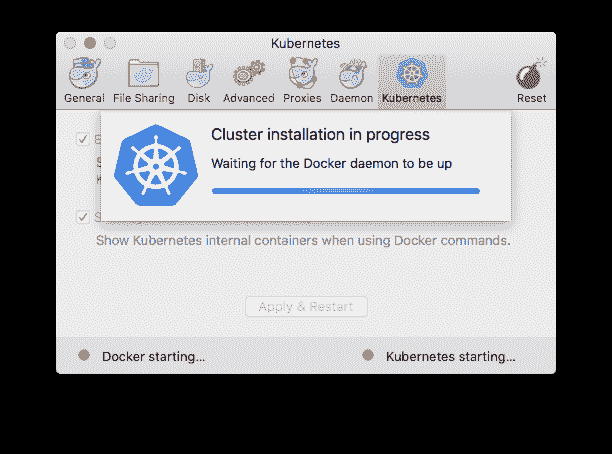 Kubernetes
General File Sharing Disk Advanced Proxies Daemon Kubernetes Reset
Cluster installation in progress
Waiting for the Docker daemon to be up
Show Kubernetes internal containers when using Docker commands.
Apply & Restart
Docker starting... Kubernetes starting...